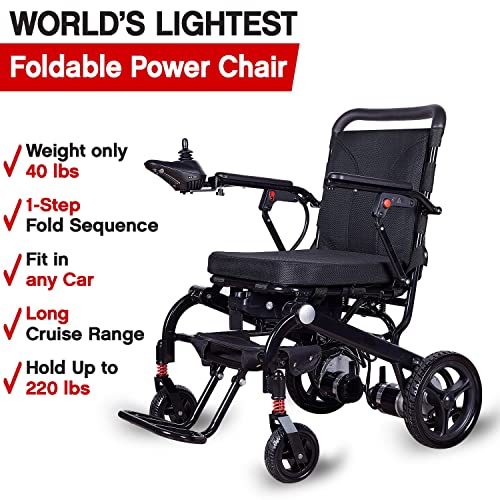 WORLD'S LIGHTEST
Foldable Power Chair
Weight only
40 lbs
1-Step
Fold Sequence
Fit in
any Car
Long
Cruise Range
Hold Up to
220 lbs